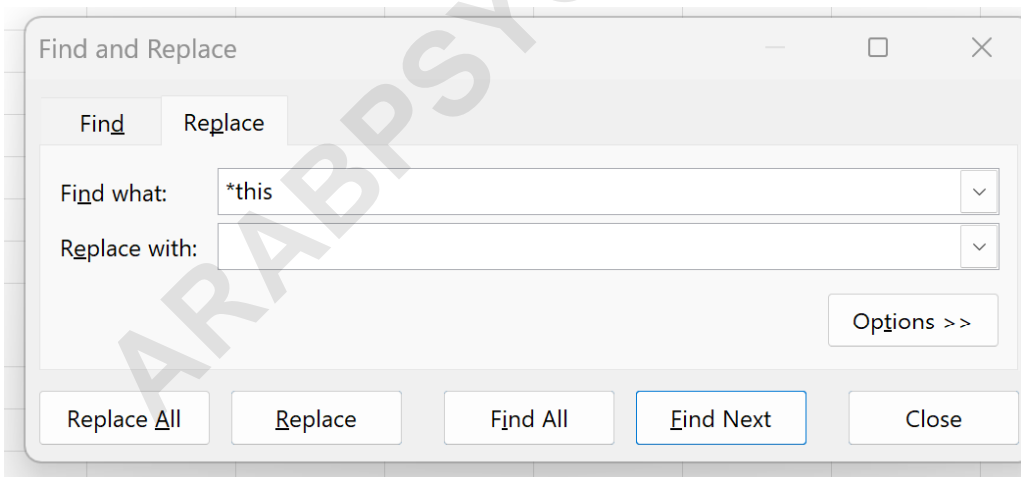 Find and Replace
Find
Replace
Find what:
*this
Replace with:
Options >>
Replace All
Replace
Find All
Find Next
Close
ARABPSY